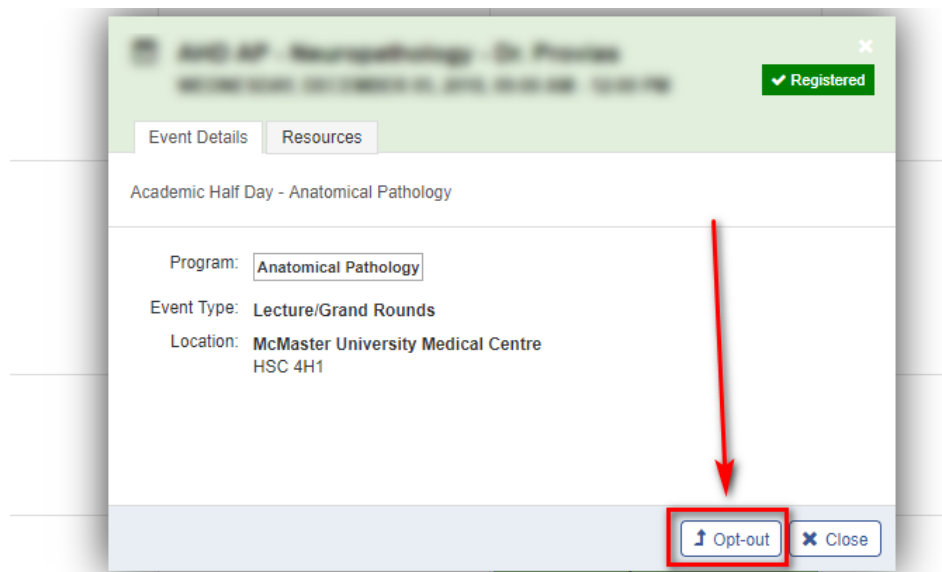 Registered
Event Details Resources
Academic Half Day - Anatomical Pathology
Program: Anatomical Pathology
Event Type: Lecture/Grand Rounds
Location: McMaster University Medical Centre
HSC 4H1
Opt-out Close